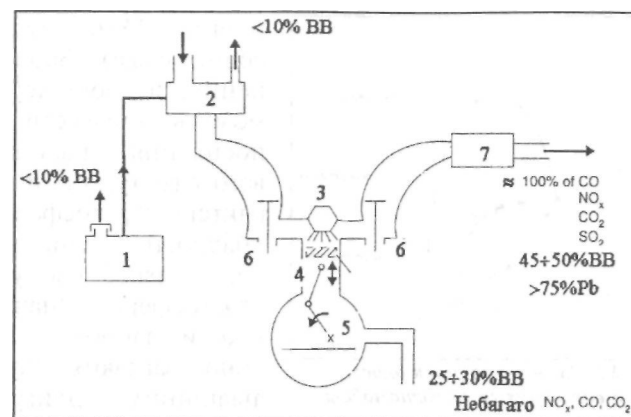 <10% ВВ
2
<10% ВВ
1
3
7
≈ 100% of CO
NOx
CO2
SO2
45÷50%ВВ
>75%Pb
6
6
4
5
25÷30%ВВ
Небагато NOx, CO, CO2